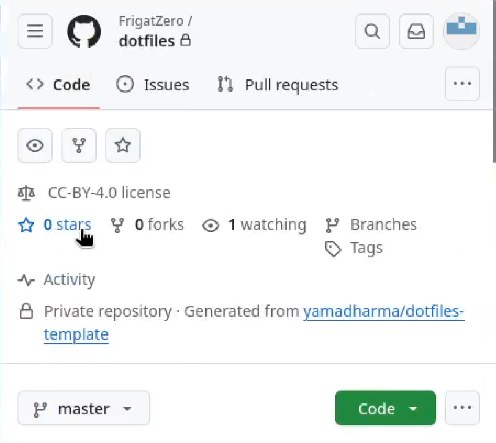 FrigatZero /
dotfiles
Code Issues Pull requests
CC-BY-4.0 license
0 stars 0 forks 1 watching Branches
Tags
Activity
Private repository · Generated from yamadharma/dotfiles-
template
master Code